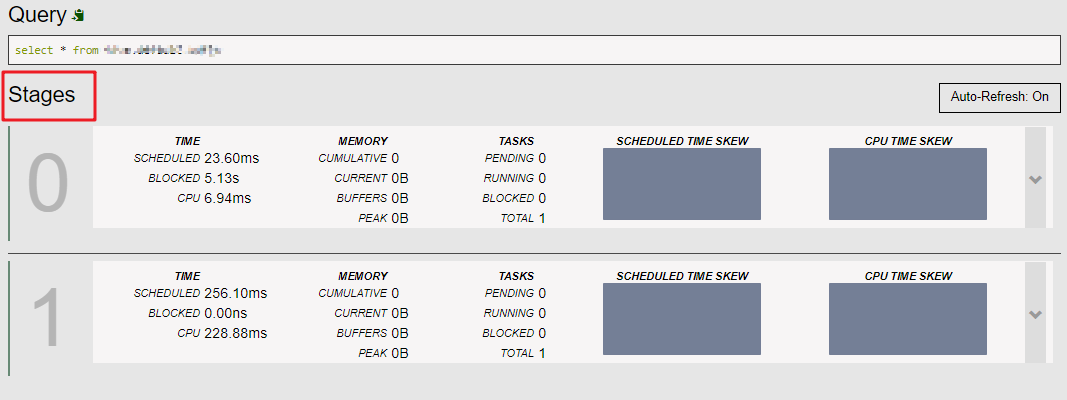 Query
select * from
Stages
Auto-Refresh: On
0
TIME MEMORY TASKS SCHEDULED TIME SKEW CPU TIME SKEW
SCHEDULED 23.60ms CUMULATIVE 0 PENDING 0
BLOCKED 5.13s CURRENT 0B RUNNING 0
CPU 6.94ms BUFFERS 0B BLOCKED 0
PEAK 0B TOTAL 1
1
TIME MEMORY TASKS SCHEDULED TIME SKEW CPU TIME SKEW
SCHEDULED 256.10ms CUMULATIVE 0 PENDING 0
BLOCKED 0.00ns CURRENT 0B RUNNING 0
CPU 228.88ms BUFFERS 0B BLOCKED 0
PEAK 0B TOTAL 1